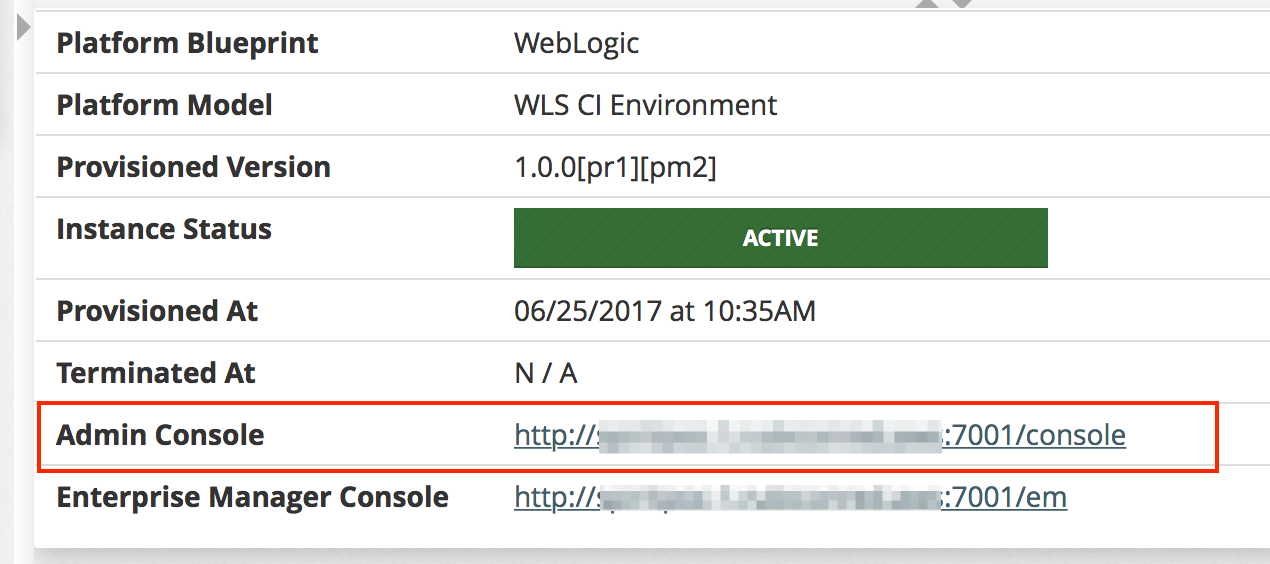 Platform Blueprint WebLogic
Platform Model WLS CI Environment
Provisioned Version 1.0.0[pr1][pm2]
Instance Status ACTIVE
Provisioned At 06/25/2017 at 10:35AM
Terminated At N / A
Admin Console http:// :7001/console
Enterprise Manager Console http:// :7001/em